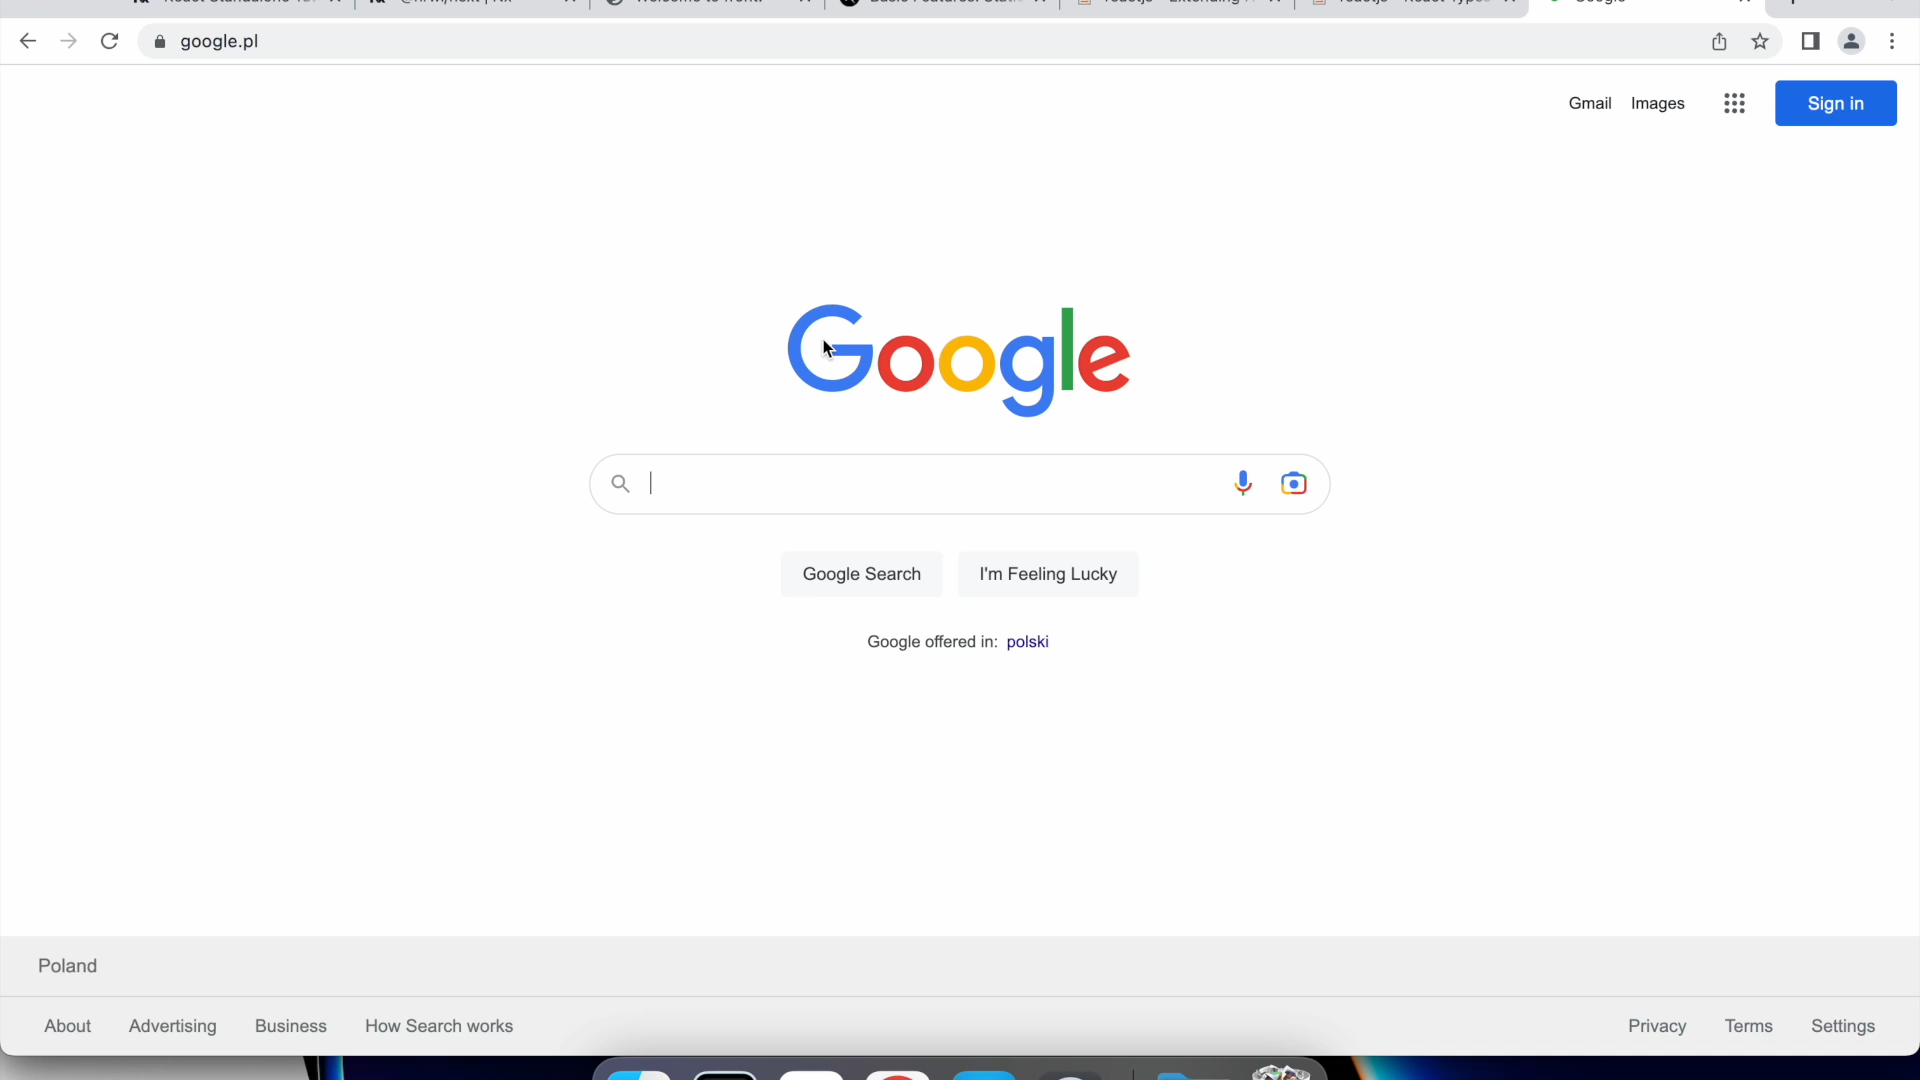 google.pl
Gmail Images Sign in
Google
Google Search I'm Feeling Lucky
Google offered in: polski
Poland
About Advertising Business How Search works Privacy Terms Settings